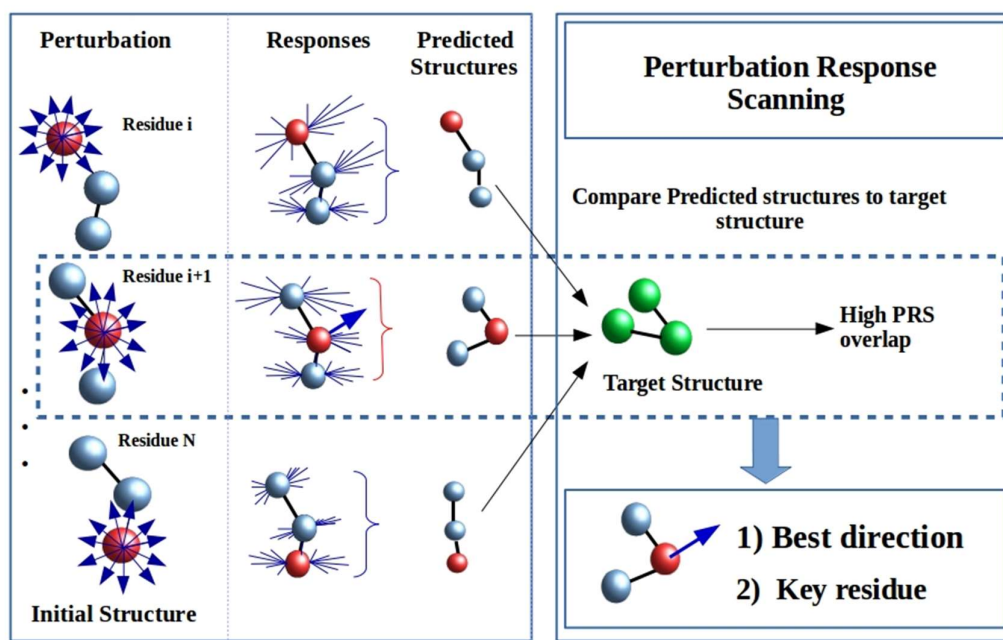 Perturbation
Responses
Predicted
Structures
Residue i
Residue i+1
Residue N
Initial Structure
Perturbation Response
Scanning
Compare Predicted structures to target
structure
High PRS
overlap
Target Structure
1) Best direction
2) Key residue